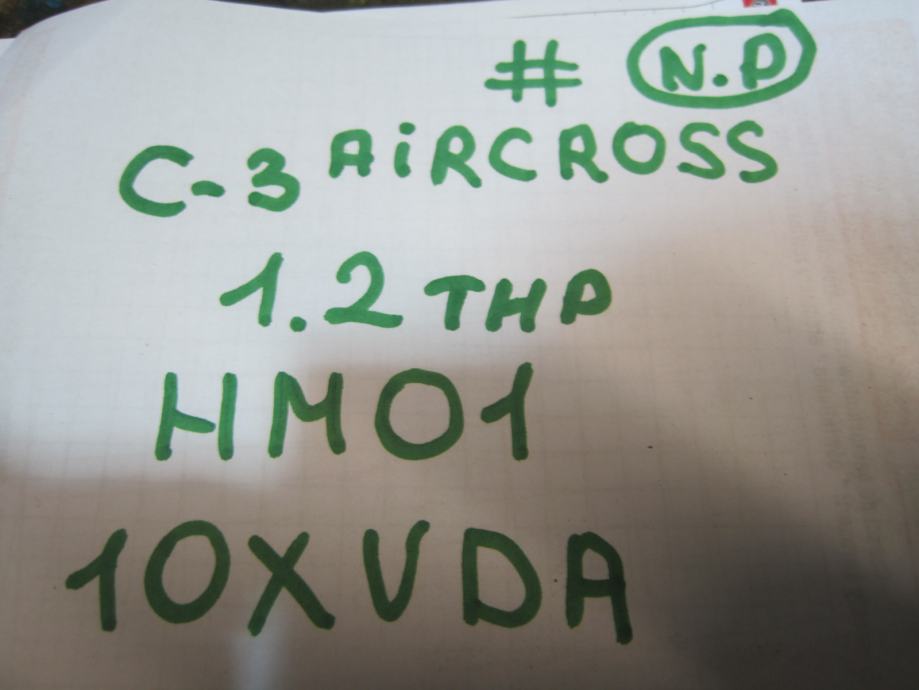 # N.P
C-3 AiRCROSS
1.2 THP
HM01
10XVDA